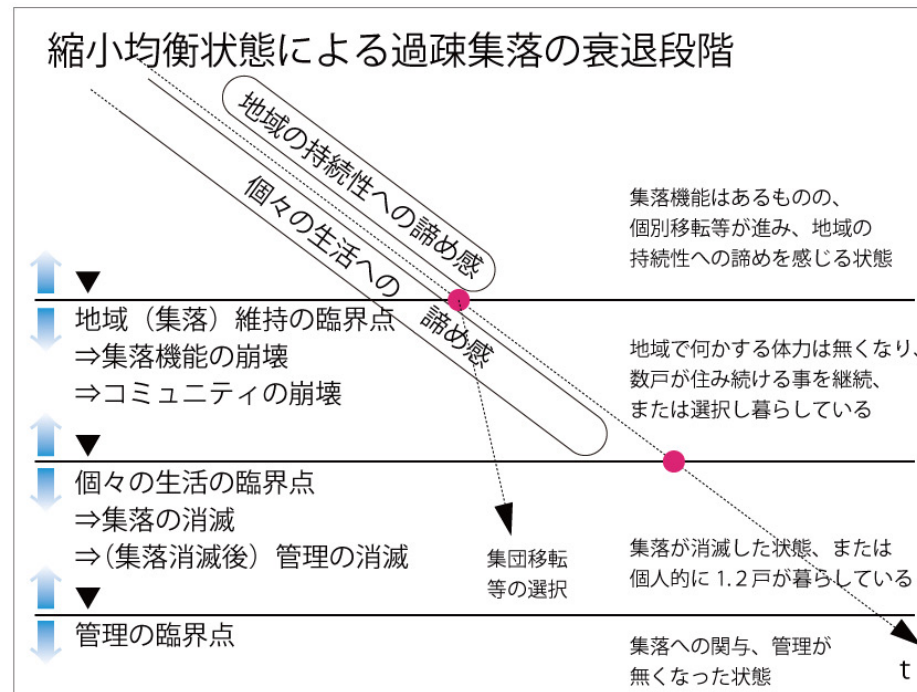 縮小均衡状態による過疎集落の衰退段階
地域の持続性への諦め感
個々の生活への
諦め感
集落機能はあるものの、
個別移転等が進み、地域の
持続性への諦めを感じる状態
▼
地域（集落）維持の臨界点
⇒集落機能の崩壊
⇒コミュニティの崩壊
地域で何かする体力は無くなり、
数戸が住み続ける事を継続、
または選択し暮らしている
▼
個々の生活の臨界点
⇒集落の消滅
⇒(集落消滅後）管理の消滅
集団移転
等の選択
集落が消滅した状態、または
個人的に1.2戸が暮らしている
▼
管理の臨界点
集落への関与、管理が
無くなった状態
t